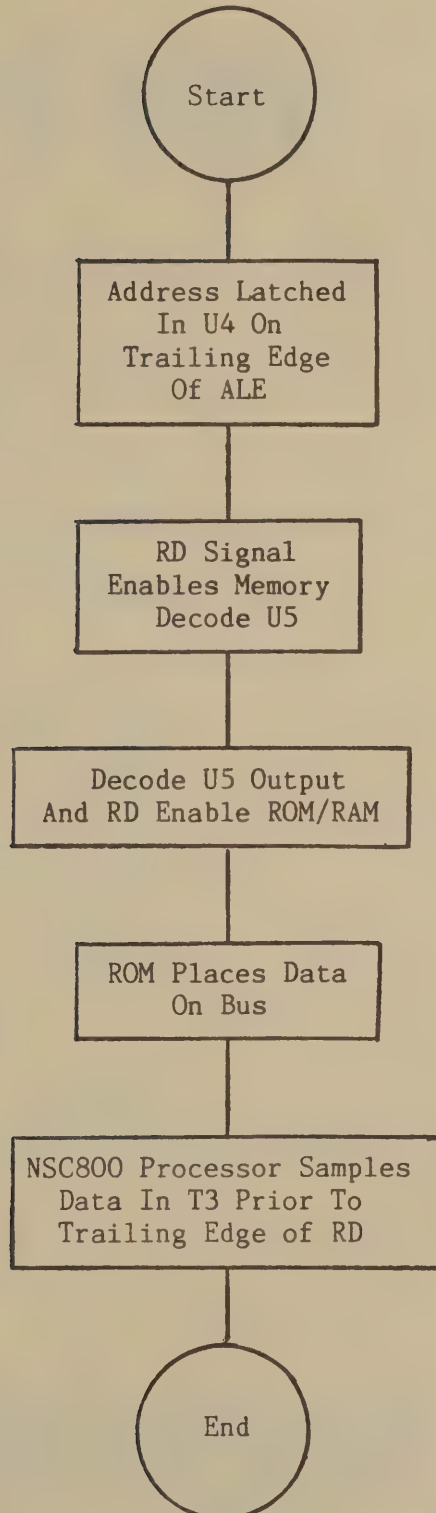 Start
Address Latched
In U4 On
Trailing Edge
Of ALE
RD Signal
Enables Memory
Decode U5
Decode U5 Output
And RD Enable ROM/RAM
ROM Places Data
On Bus
NSC800 Processor Samples
Data In T3 Prior To
Trailing Edge of RD
End